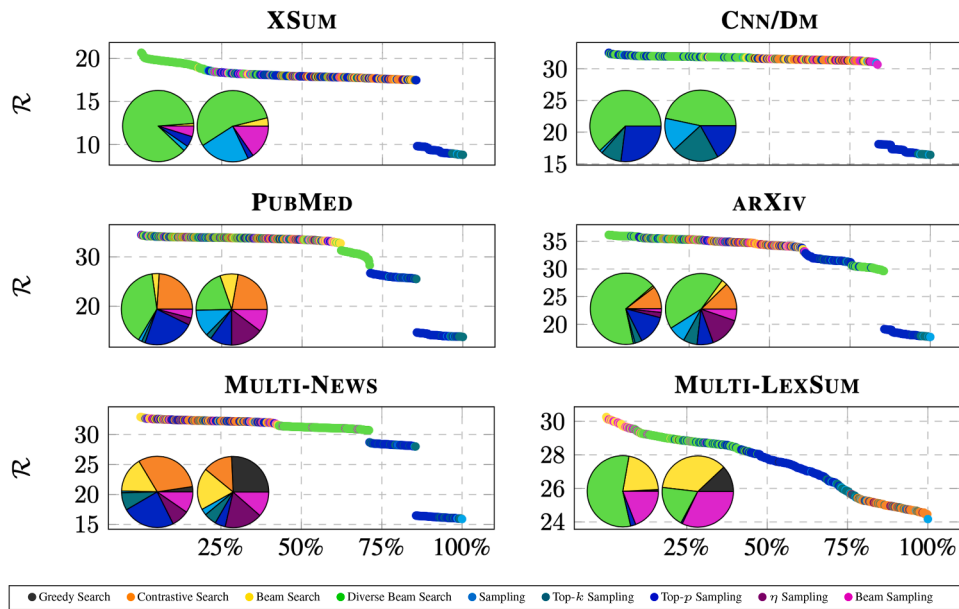 XSUM CNN/DM
20
15
10
R
30
25
20
15
PUBMED ARXIV
30
20
R
35
30
25
20
MULTI-NEWS MULTI-LEXSUM
30
25
20
15
R
30
28
26
24
25% 50% 75% 100% 25% 50% 75% 100%
Greedy Search Contrastive Search Beam Search Diverse Beam Search Sampling Top-k Sampling Top-p Sampling η Sampling Beam Sampling